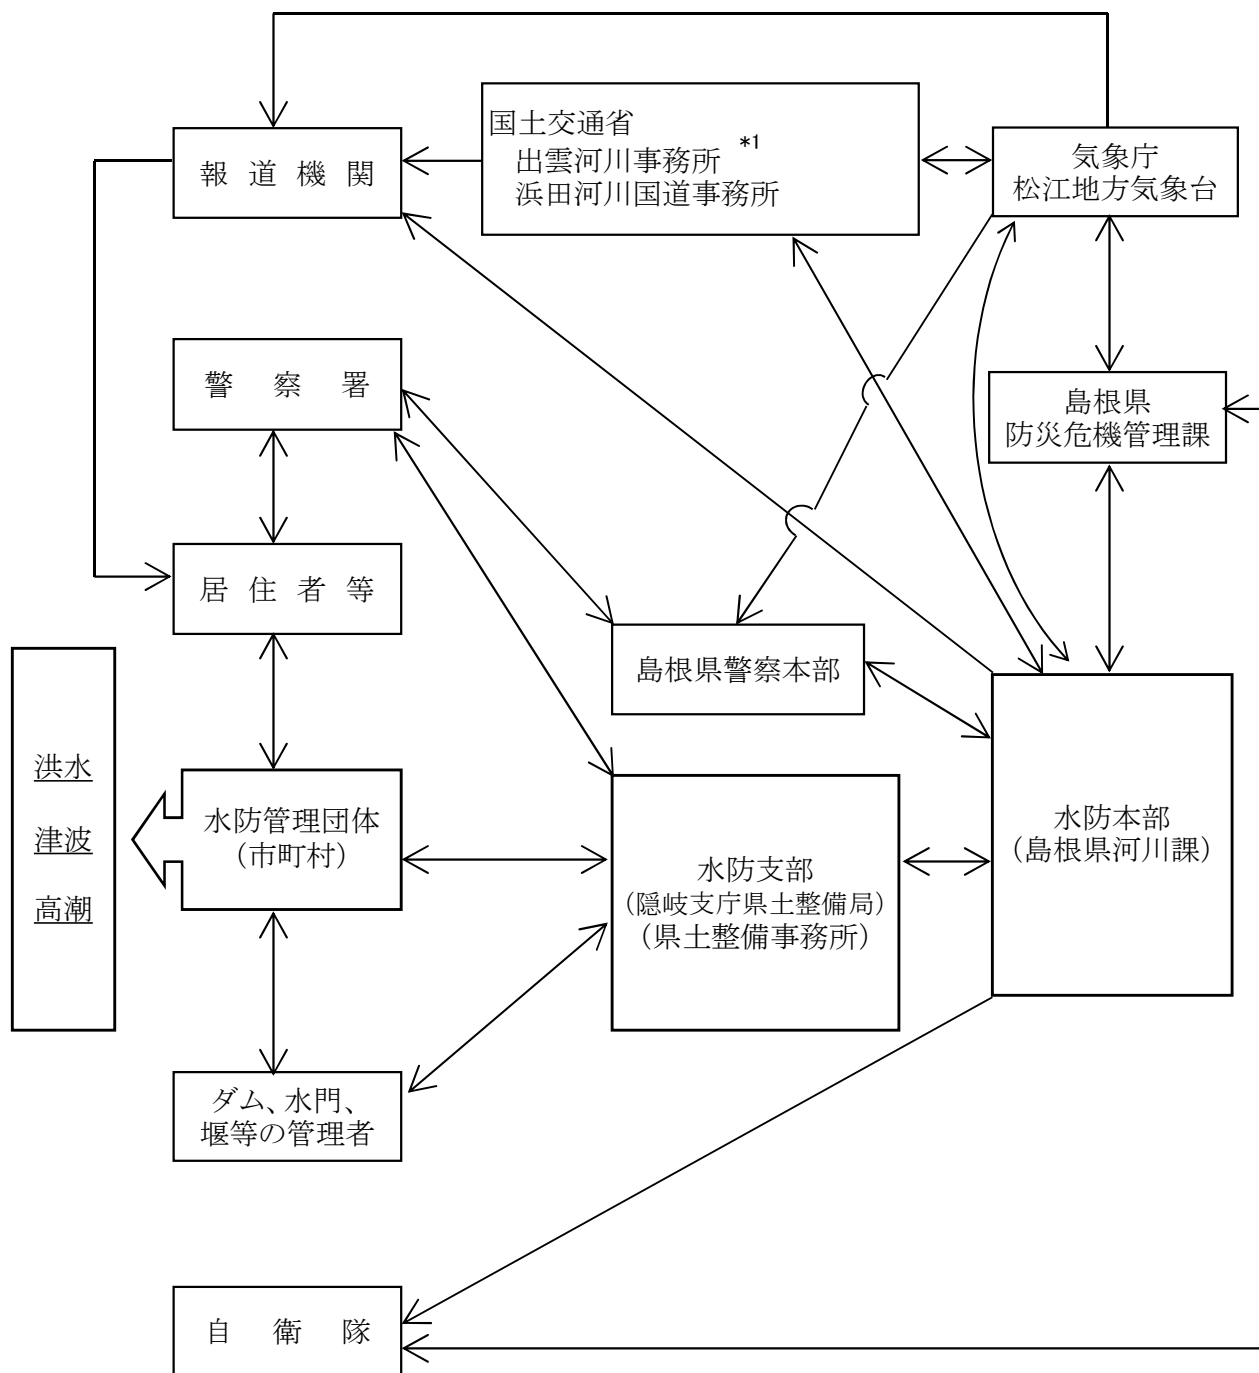 国土交通省
出雲河川事務所 *1
浜田河川国道事務所
報道機関
気象庁
松江地方気象台
警察署
島根県
防災危機管理課
居住者等
島根県警察本部
洪水
津波
高潮
水防管理団体
(市町村)
水防支部
(隠岐支庁県土整備局)
(県土整備事務所)
水防本部
(島根県河川課)
ダム、水門、
堰等の管理者
自衛隊